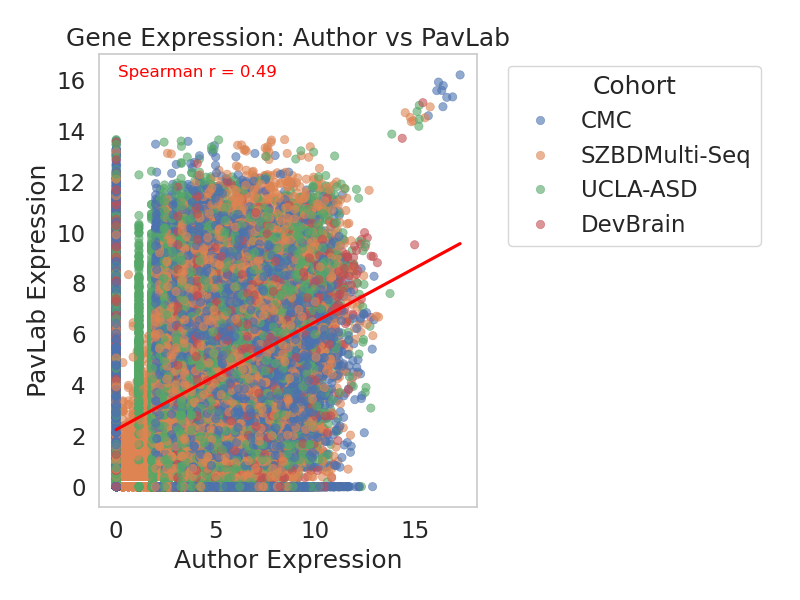 Gene Expression: Author vs PavLab
Spearman r = 0.49
Cohort
CMC
SZBDMulti-Seq
UCLA-ASD
DevBrain
PavLab Expression
16
14
12
10
8
6
4
2
0
0 5 10 15
Author Expression